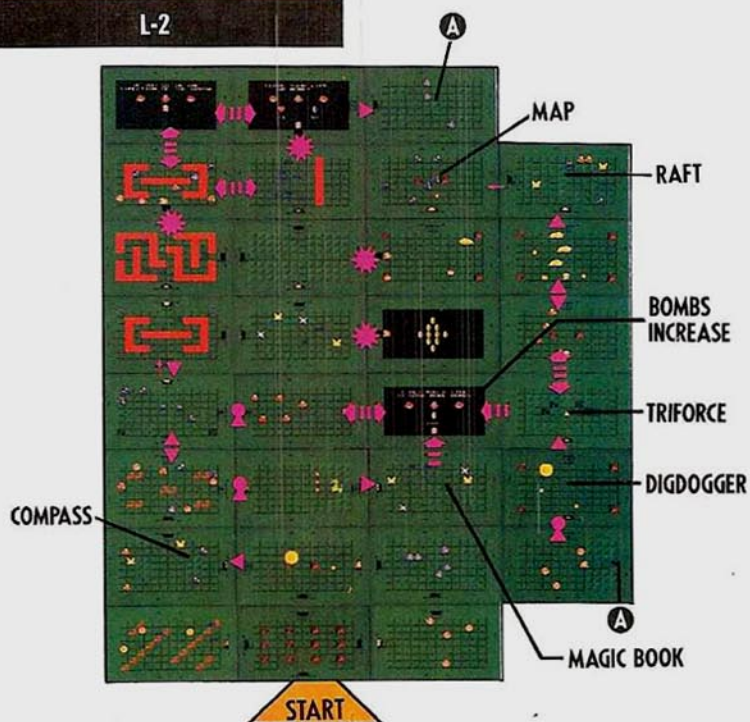 L-2
A
MAP
RAFT
BOMBS
INCREASE
TRIFORCE
DIGDOGGER
COMPASS
A
MAGIC BOOK
START